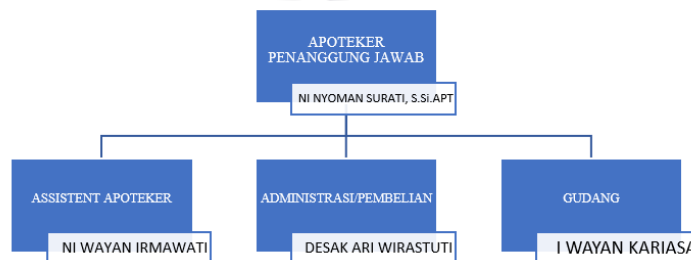 APOTEKER
PENANGGUNG JAWAB
NI NYOMAN SURATI, S.Si.APT
ASSISTENT APOTEKER
NI WAYAN IRMAWATI
ADMINISTRASI/PEMBELIAN
DESAK ARI WIRASTUTI
GUDANG
I WAYAN KARIASA